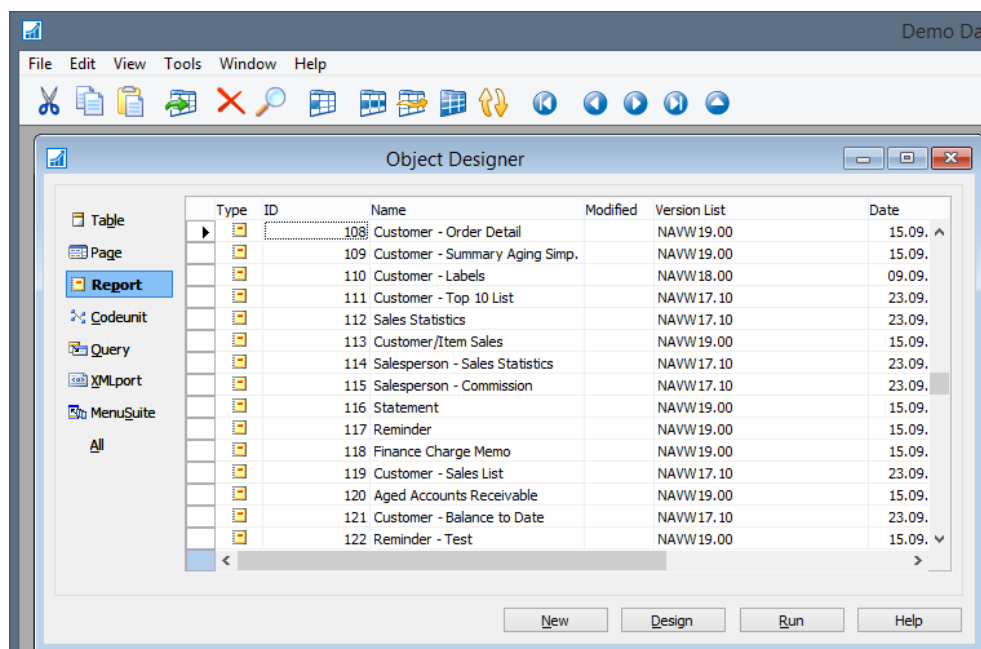 Demo Da
File Edit View Tools Window Help
Object Designer
Type ID Name Modified Version List Date
Table
Page
Report
Codeunit
Query
XMLport
MenuSuite
All
108 Customer - Order Detail NAVW19.00 15.09.
109 Customer - Summary Aging Simp. NAVW19.00 15.09.
110 Customer - Labels NAVW18.00 09.09.
111 Customer - Top 10 List NAVW17.10 23.09.
112 Sales Statistics NAVW17.10 23.09.
113 Customer/Item Sales NAVW19.00 15.09.
114 Salesperson - Sales Statistics NAVW17.10 23.09.
115 Salesperson - Commission NAVW17.10 23.09.
116 Statement NAVW19.00 15.09.
117 Reminder NAVW19.00 15.09.
118 Finance Charge Memo NAVW19.00 15.09.
119 Customer - Sales List NAVW17.10 23.09.
120 Aged Accounts Receivable NAVW19.00 15.09.
121 Customer - Balance to Date NAVW17.10 23.09.
122 Reminder - Test NAVW19.00 15.09.
New Design Run Help